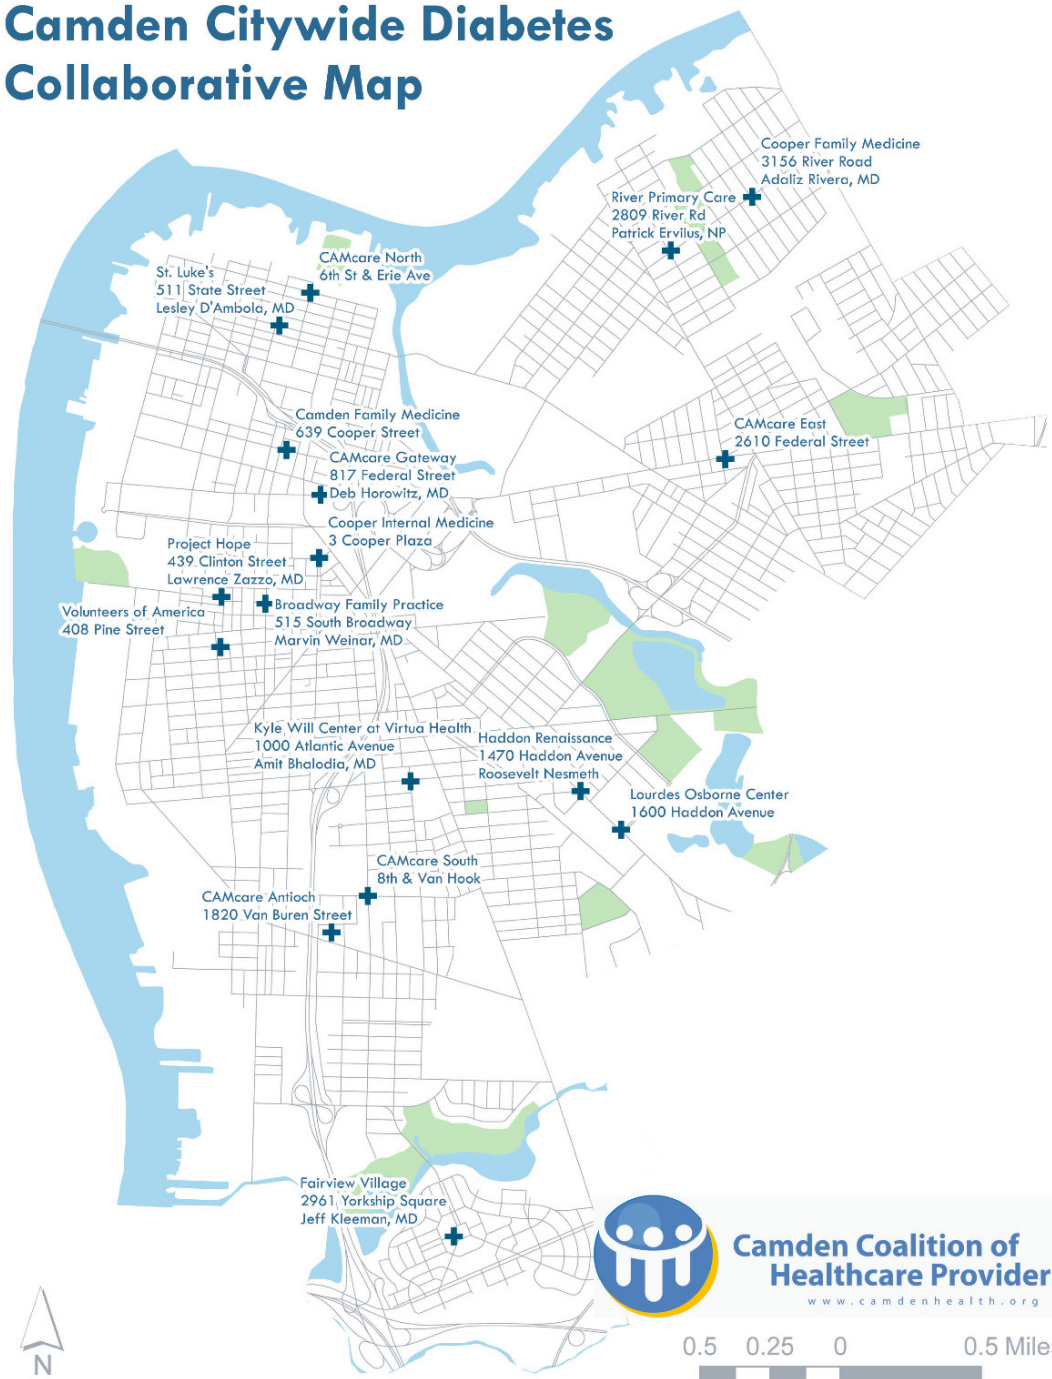 Camden Citywide Diabetes
Collaborative Map
Cooper Family Medicine
3156 River Road
Adaliz Rivera, MD
River Primary Care
2809 River Rd
Patrick Ervilus, NP
CAMcare North
6th St & Erie Ave
St. Luke's
511 State Street
Lesley D'Ambola, MD
Camden Family Medicine
639 Cooper Street
CAMcare East
2610 Federal Street
CAMcare Gateway
817 Federal Street
Deb Horowitz, MD
Cooper Internal Medicine
3 Cooper Plaza
Project Hope
439 Clinton Street
Lawrence Zazzo, MD
Broadway Family Practice
515 South Broadway
Marvin Weinar, MD
Volunteers of America
408 Pine Street
Kyle Will Center at Virtua Health
1000 Atlantic Avenue
Amit Bhalodia, MD
Haddon Renaissance
1470 Haddon Avenue
Roosevelt Nesmeth
Lourdes Osborne Center
1600 Haddon Avenue
CAMcare South
8th & Van Hook
CAMcare Antioch
1820 Van Buren Street
Fairview Village
2961 Yorkship Square
Jeff Kleeman, MD
Camden Coalition of
Healthcare Provider
www.camdenhealth.org
N
0.5 0.25 0 0.5 Mile